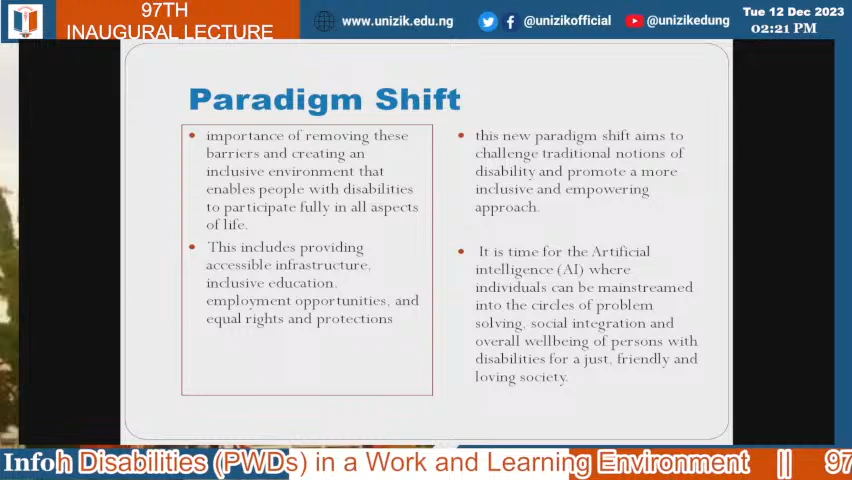 97TH
INAUGURAL LECTURE
www.unizik.edu.ng
@unizikofficial
@unizikedung
Tue 12 Dec 2023
02:21 PM
Paradigm Shift
• importance of removing these
barriers and creating an
inclusive environment that
enables people with disabilities
to participate fully in all aspects
of life.
• This includes providing
accessible infrastructure,
inclusive education,
employment opportunities, and
equal rights and protections
• this new paradigm shift aims to
challenge traditional notions of
disability and promote a more
inclusive and empowering
approach.
• It is time for the Artificial
intelligence (AI) where
individuals can be mainstreamed
into the circles of problem
solving, social integration and
overall wellbeing of persons with
disabilities for a just, friendly and
loving society.
Info
h Disabilities (PWDs) in a Work and Learning Environment || 97